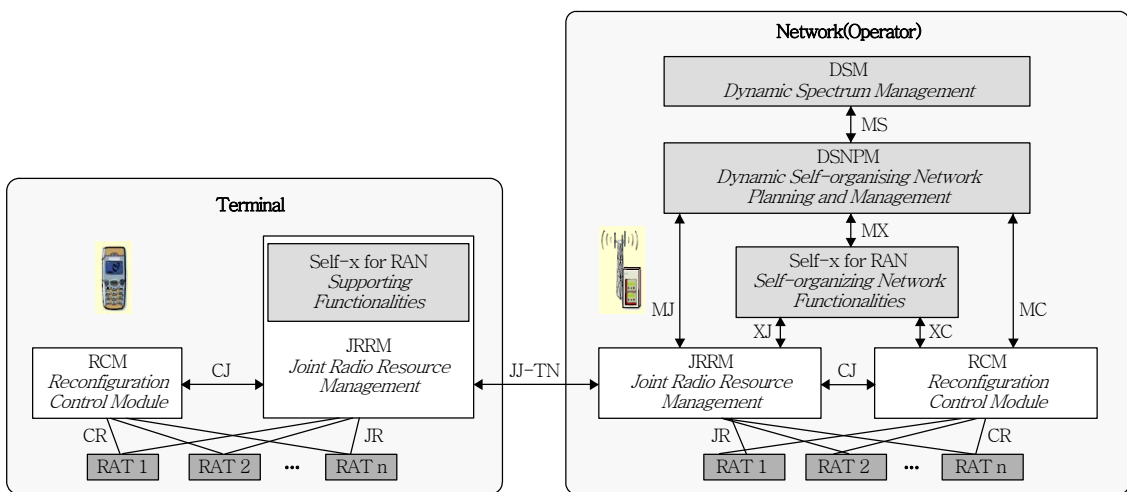 Network(Operator)
DSM
Dynamic Spectrum Management
MS
DSNPM
Dynamic Self-organising Network
Planning and Management
MX
Self-x for RAN
Self-organizing Network
Functionalities
MJ
MC
XJ
XC
JRRM
Joint Radio Resource
Management
CJ
RCM
Reconfiguration
Control Module
JR
CR
RAT 1
RAT 2
...
RAT n
Terminal
Self-x for RAN
Supporting
Functionalities
JRRM
Joint Radio Resource
Management
RCM
Reconfiguration
Control Module
CJ
JJ-TN
CR
JR
RAT 1
RAT 2
...
RAT n